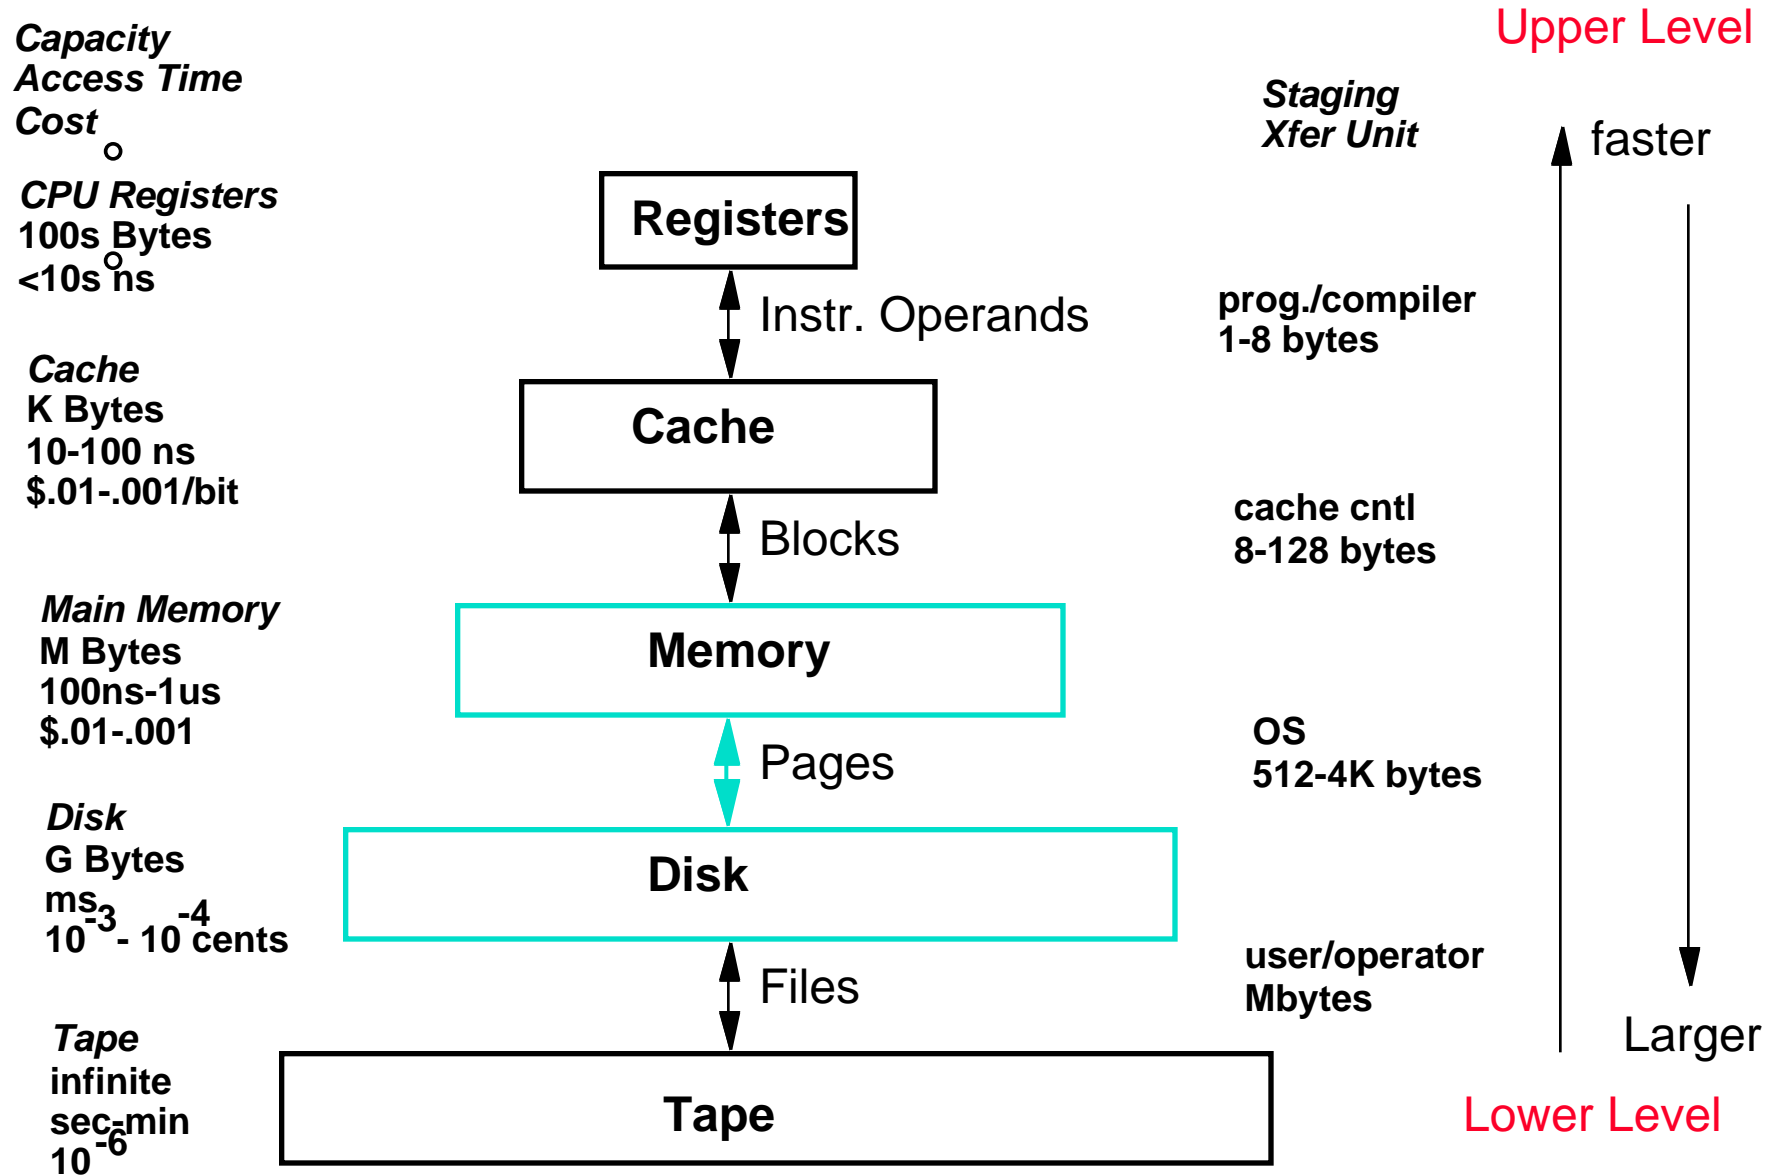 Upper Level
Capacity
Access Time
Cost
Staging
Xfer Unit
faster
CPU Registers
100s Bytes
<10s ns
Registers
Instr. Operands
prog./compiler
1-8 bytes
Cache
K Bytes
10-100 ns
$.01-.001/bit
Cache
Blocks
cache cntl
8-128 bytes
Main Memory
M Bytes
100ns-1us
$.01-.001
Memory
Pages
OS
512-4K bytes
Disk
G Bytes
ms
10^-3 - 10^-4 cents
Disk
Files
user/operator
Mbytes
Larger
Tape
infinite
sec-min
10^-6
Tape
Lower Level